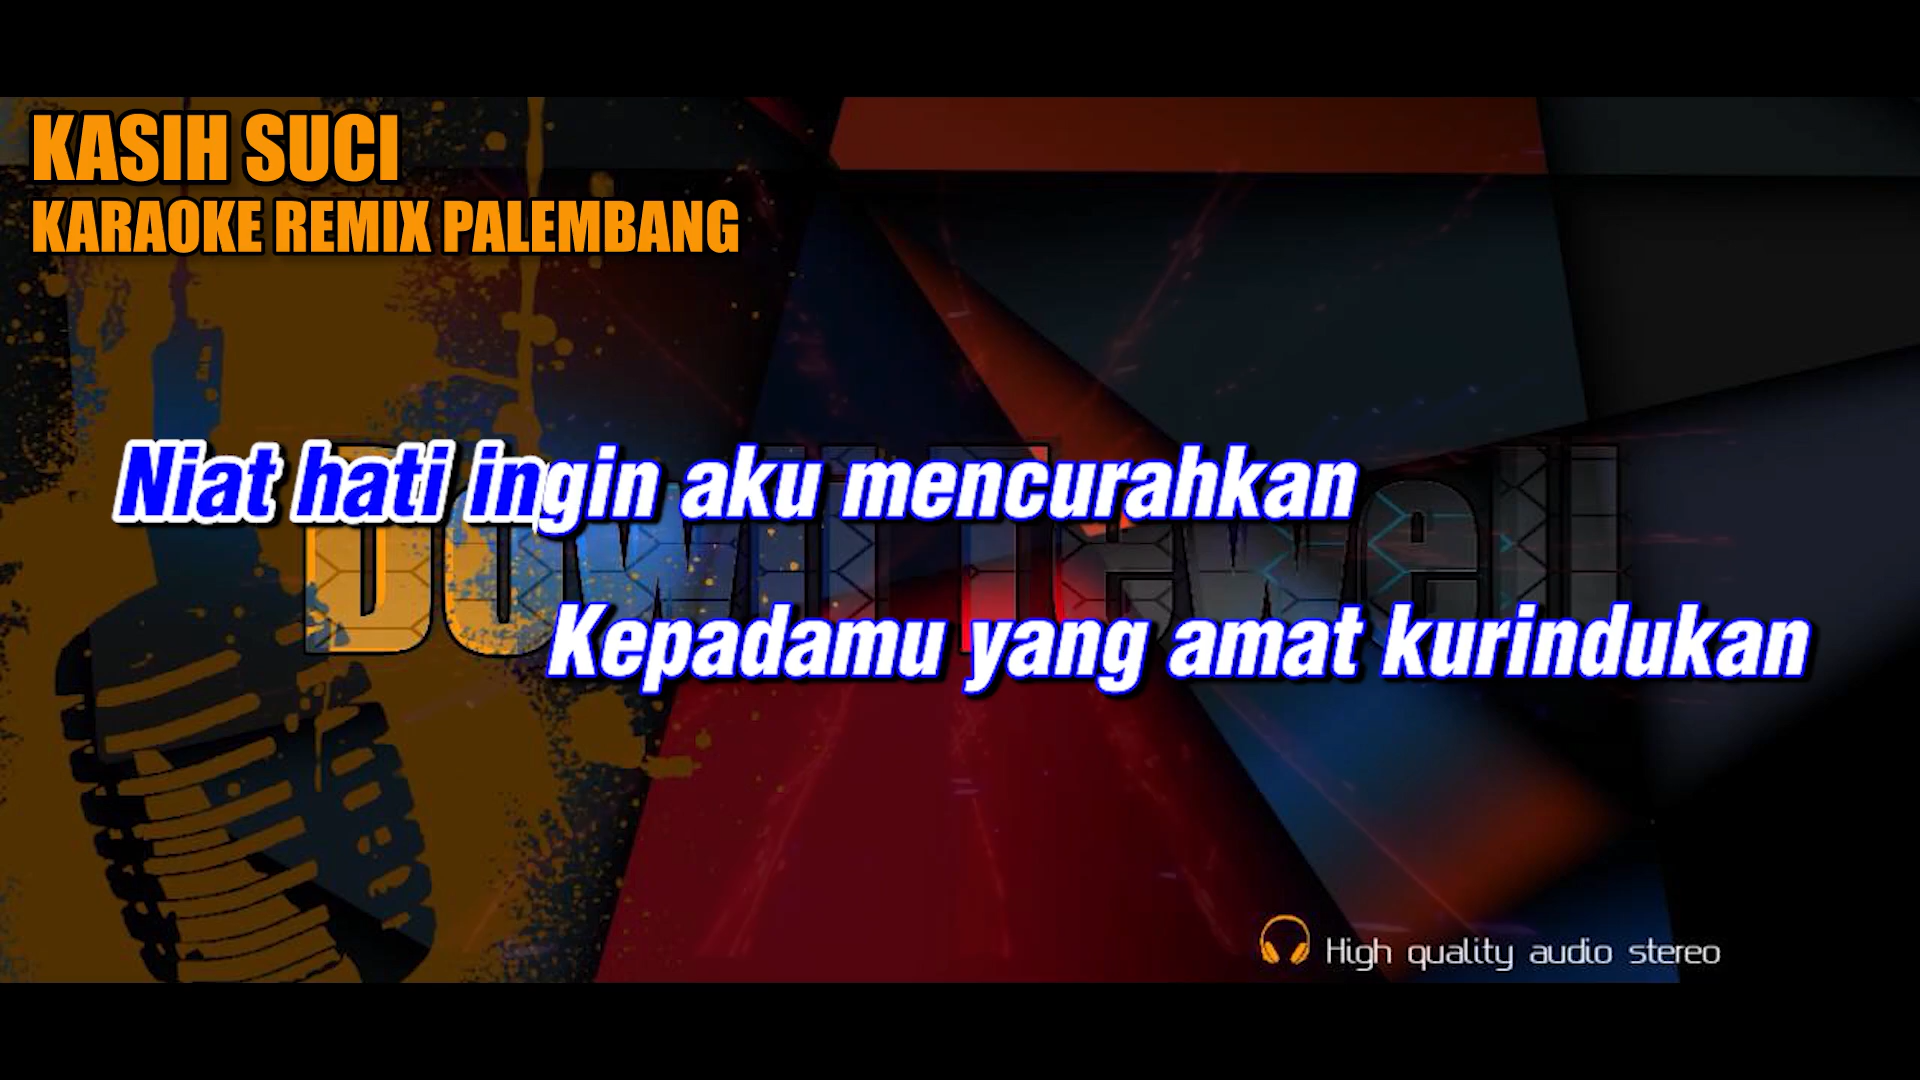 KASIH SUCI
KARAOKE REMIX PALEMBANG
Niat hati ingin aku mencurahkan
Kepadamu yang amat kurindukan
High quality audio stereo